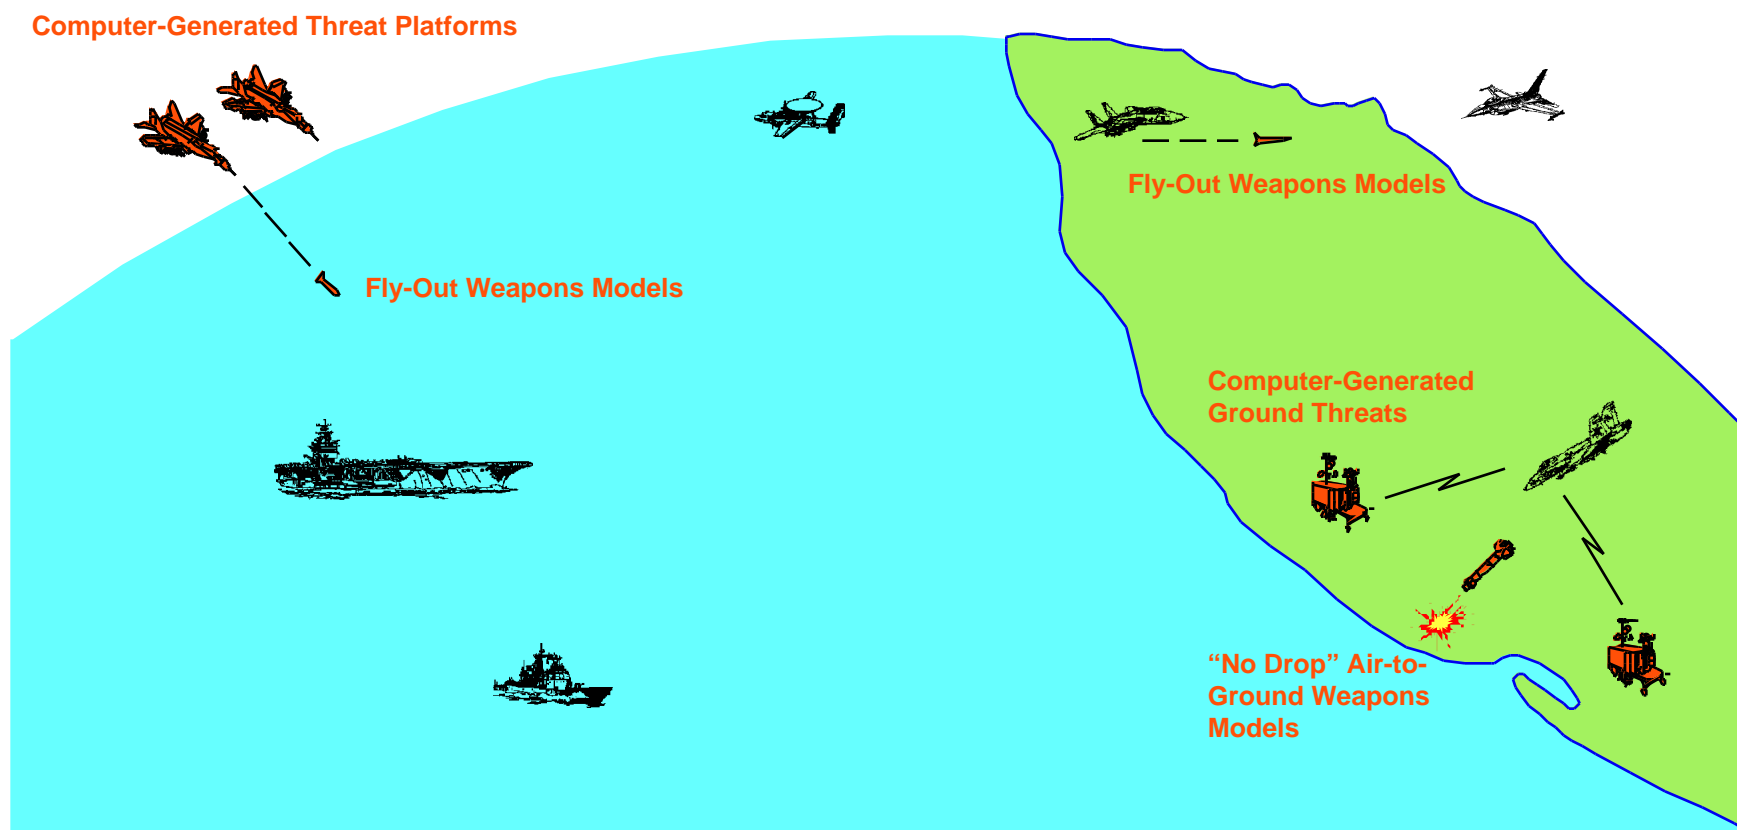 Computer-Generated Threat Platforms
Fly-Out Weapons Models
Fly-Out Weapons Models
Computer-Generated
Ground Threats
“No Drop” Air-to-
Ground Weapons
Models